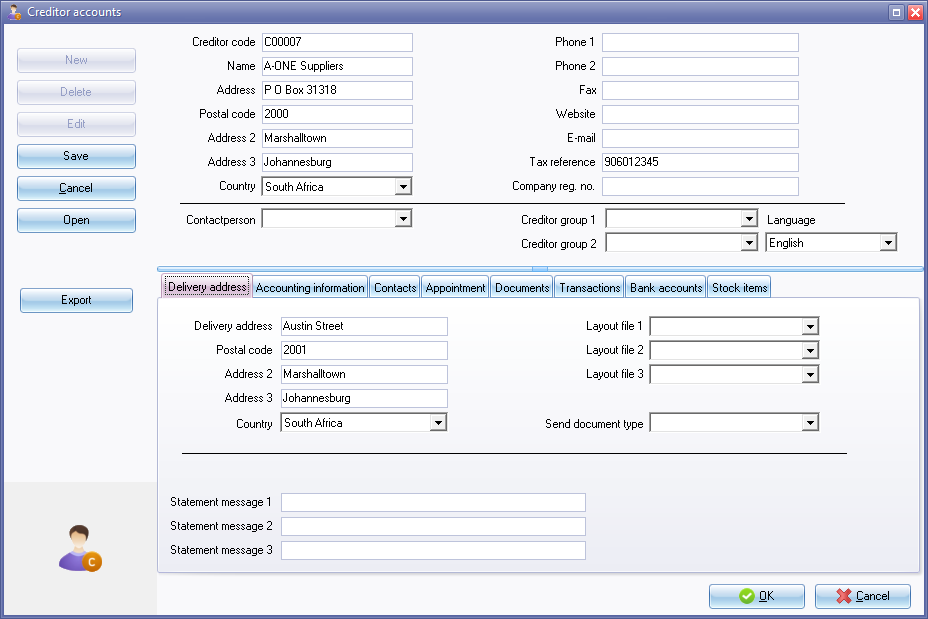 Creditor accounts
New
Delete
Edit
Save
Cancel
Open
Export
Creditor code C00007
Name A-ONE Suppliers
Address P O Box 31318
Postal code 2000
Address 2 Marshalltown
Address 3 Johannesburg
Country South Africa
Phone 1
Phone 2
Fax
Website
E-mail
Tax reference 906012345
Company reg. no.
Contactperson
Creditor group 1 Language
Creditor group 2 English
Delivery address Accounting information Contacts Appointment Documents Transactions Bank accounts Stock items
Delivery address Austin Street
Postal code 2001
Address 2 Marshalltown
Address 3 Johannesburg
Country South Africa
Layout file 1
Layout file 2
Layout file 3
Send document type
Statement message 1
Statement message 2
Statement message 3
C
OK Cancel